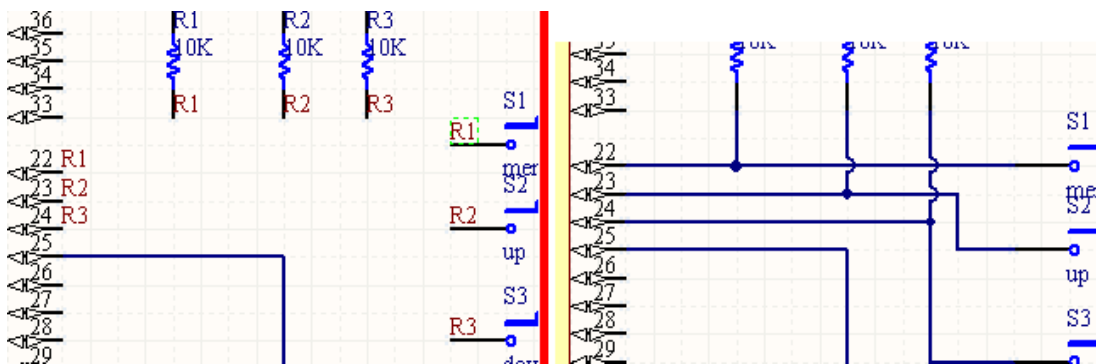 36 R1 R2 R3
35 10K 10K 10K
34
33 R1 R2 R3
S1
R1
22 R1
mer
23 R2
S2
24 R3
R2
25
up
26
27
S3
28
R3
29
34
33
S1
22
23
S2
24
25
up
26
27
28
S3
29